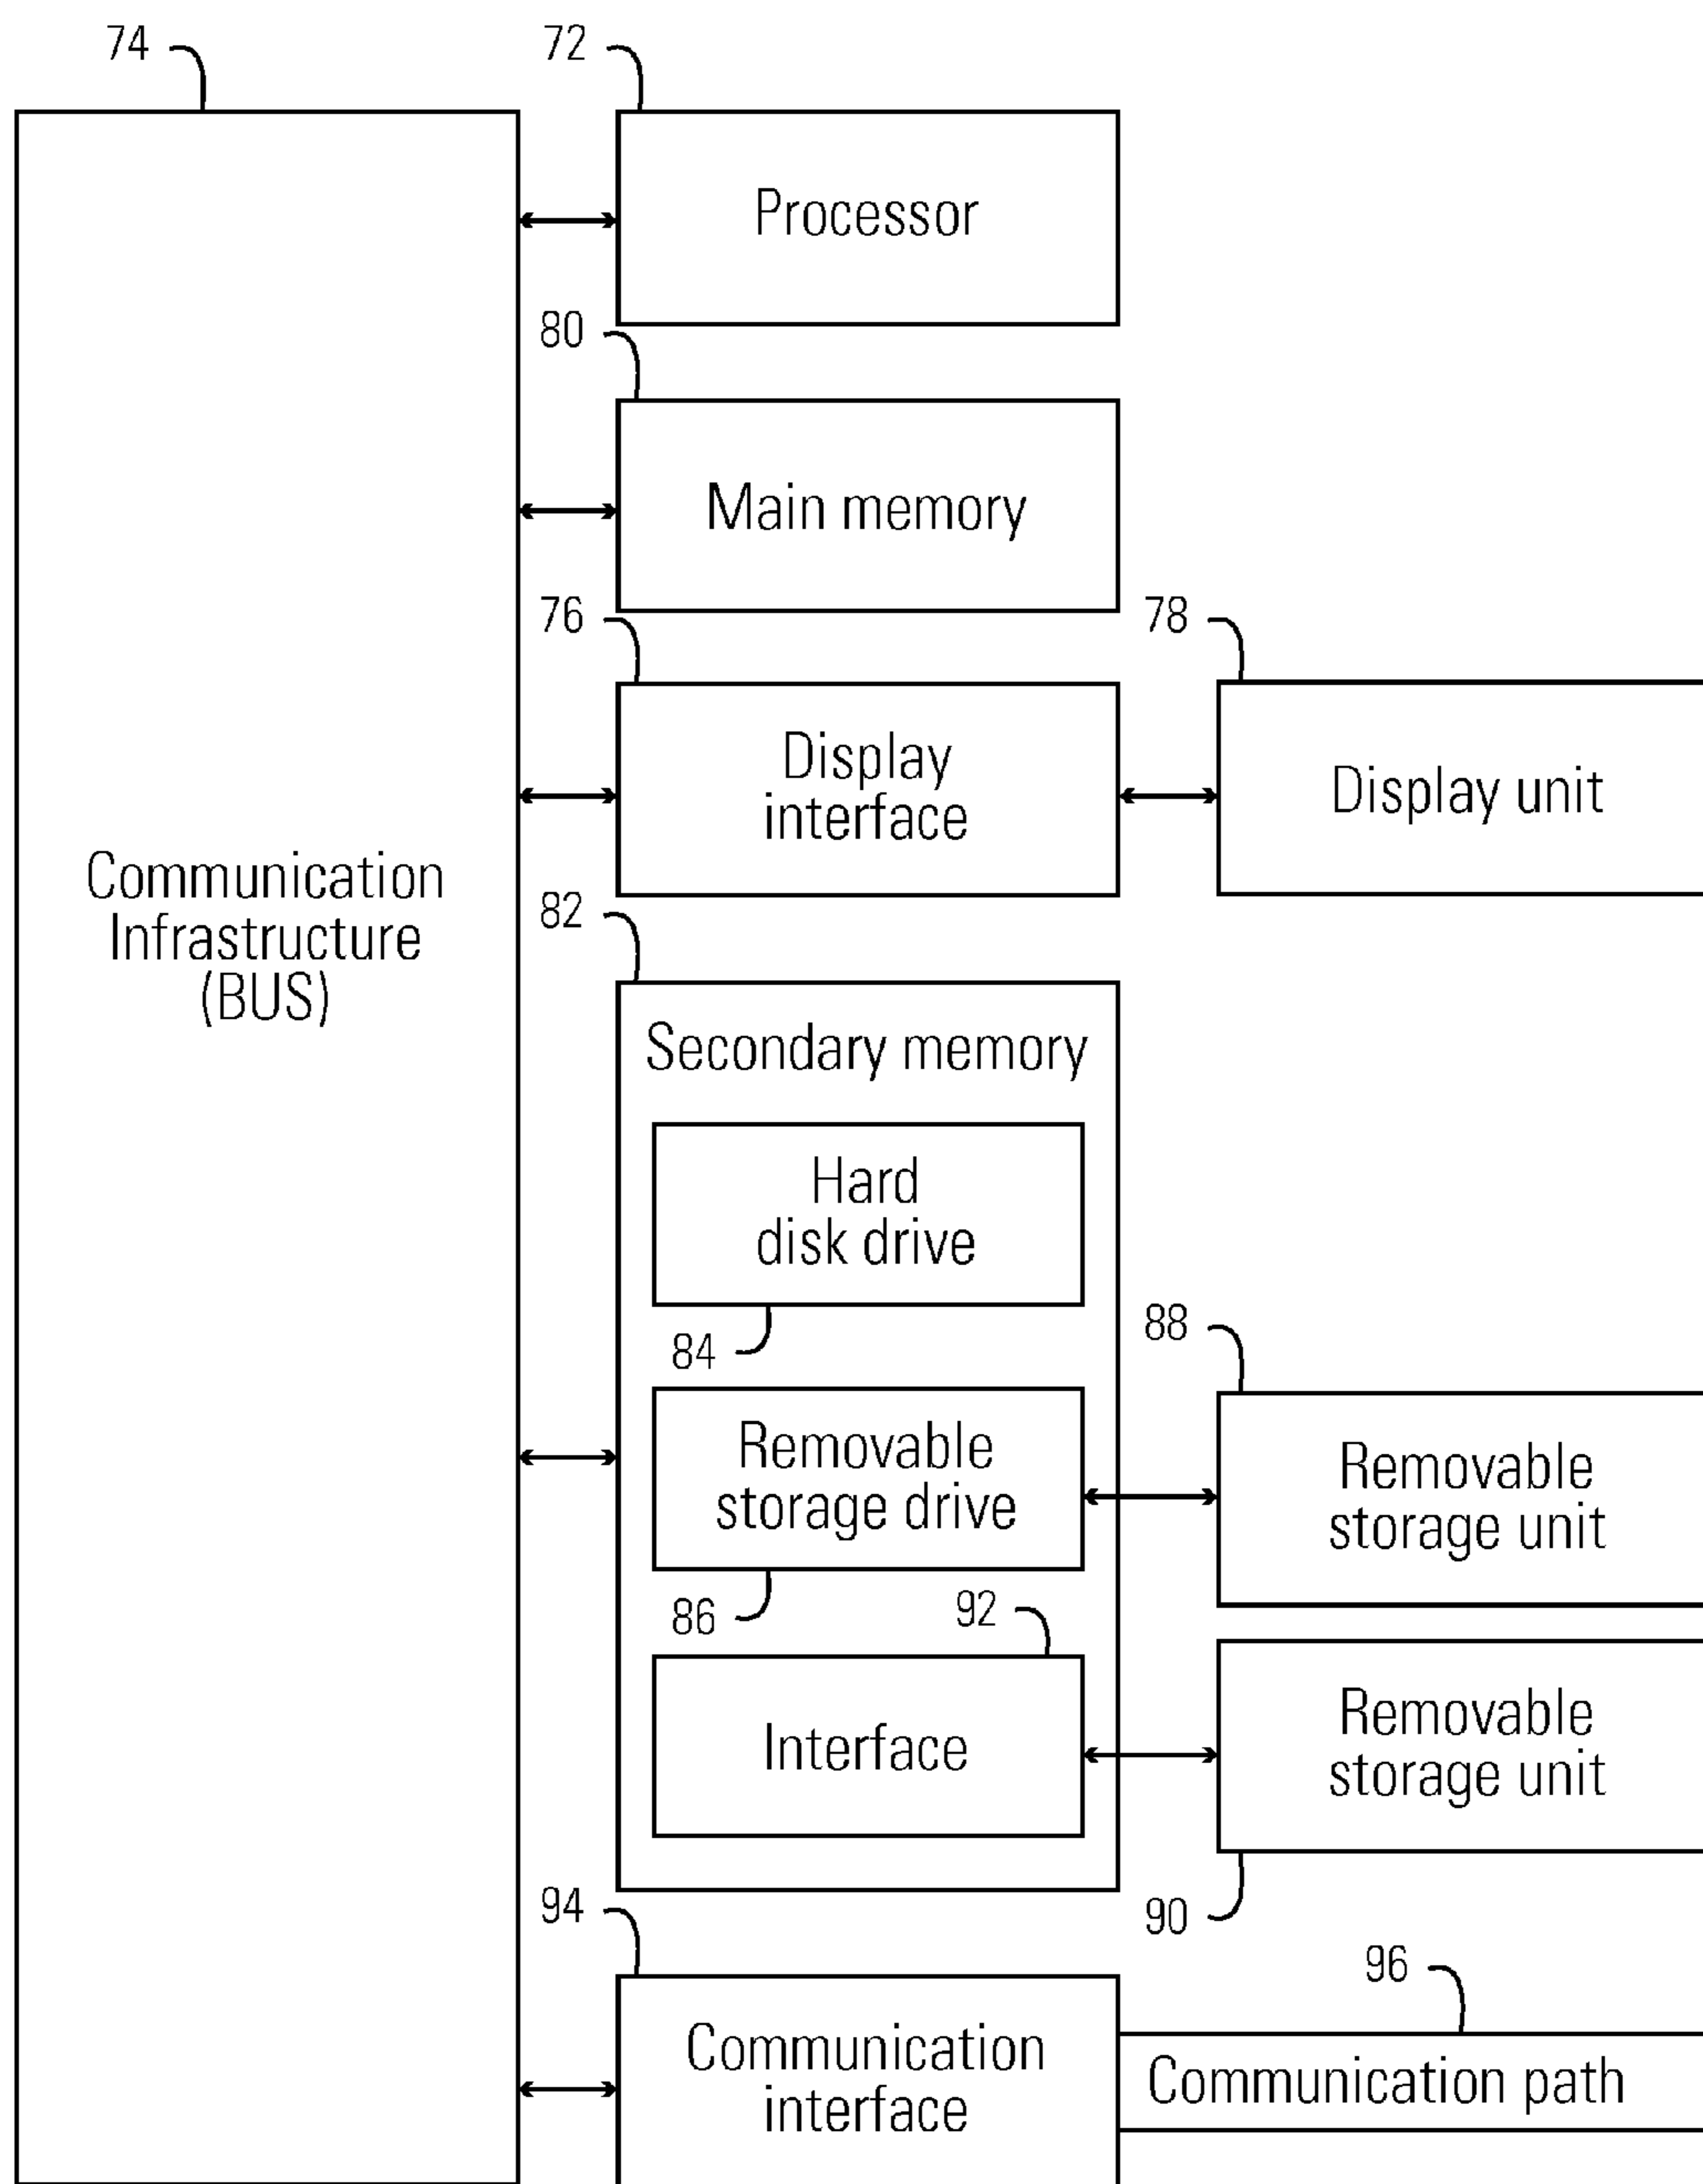 74
72
Processor
80
Main memory
76
78
Display
interface
Display unit
Communication
Infrastructure
(BUS)
82
Secondary memory
Hard
disk drive
84
88
Removable
storage drive
Removable
storage unit
86
92
Interface
Removable
storage unit
90
94
96
Communication
interface
Communication path